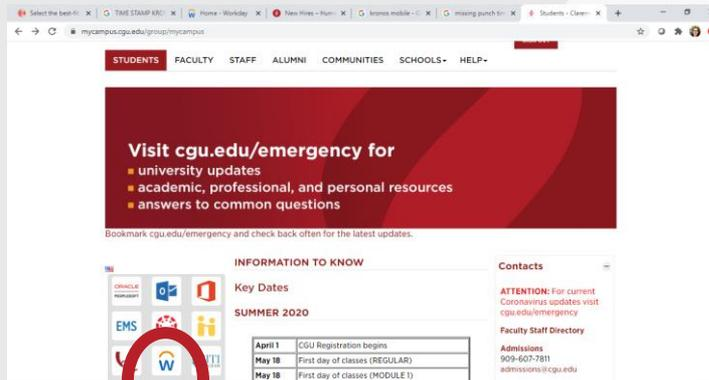 Select the best-fit
TIME STAMP KRO
Home - Workday
New Hires – Hum
kronos mobile - G
missing punch tim
Students - Clarem
mycampus.cgu.edu/group/mycampus
STUDENTS FACULTY STAFF ALUMNI COMMUNITIES SCHOOLS HELP
Visit cgu.edu/emergency for
university updates
academic, professional, and personal resources
answers to common questions
Bookmark cgu.edu/emergency and check back often for the latest updates.
ORACLE
PEOPLESOFT
EMS
INFORMATION TO KNOW
Key Dates
SUMMER 2020
April 1 CGU Registration begins
May 18 First day of classes (REGULAR)
May 18 First day of classes (MODULE 1)
Contacts
ATTENTION: For current
Coronavirus updates visit
cgu.edu/emergency
Faculty Staff Directory
Admissions
909-607-7811
admissions@cgu.edu